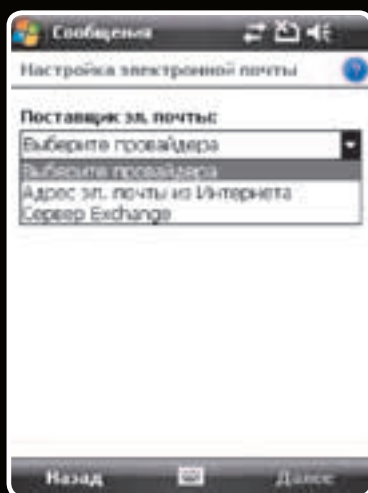 Сообщения
Настройка электронной почты
Поставщик эл. почты:
Выберите провайдера
Выберите провайдера
Адрес эл. почты из Интернета
Сервер Exchange
Назад
Далее